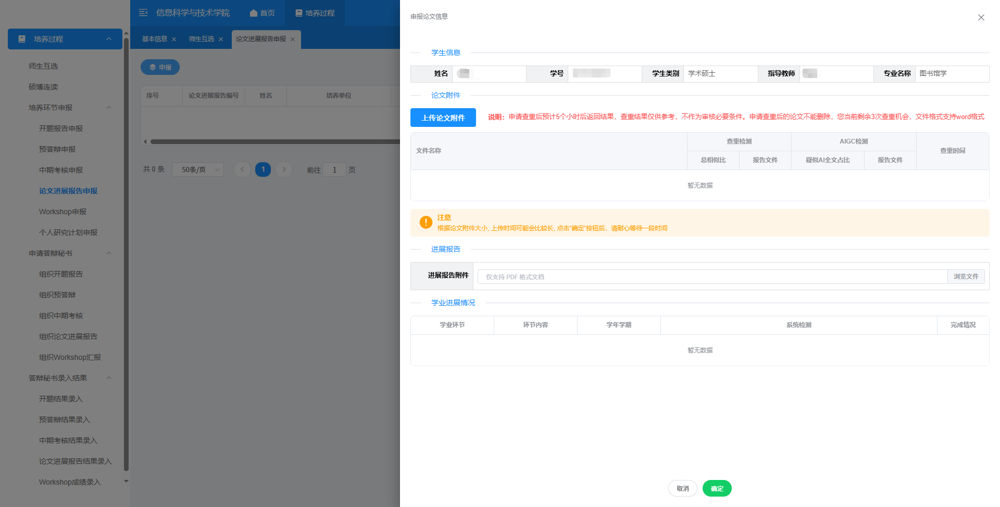 信息科学与技术学院
首页
培养过程
培养过程
基本信息
师生互选
论文进展报告申报
申报
师生互选
硕博连读
培养环节申报
开题报告申报
预答辩申报
中期考核申报
论文进展报告申报
Workshop申报
个人研究计划申报
申请答辩秘书
组织开题报告
组织预答辩
组织中期考核
组织论文进展报告
组织Workshop汇报
答辩秘书录入结果
开题结果录入
预答辩结果录入
中期考核结果录入
论文进展报告结果录入
Workshop成绩录入
序号 论文进展报告编号 姓名 培养单位
共 0 条 50条/页 1 前往 1 页
申报论文信息
学生信息
姓名 学号 学生类别 学术硕士 指导教师 专业名称 图书馆学
论文附件
上传论文附件
说明：申请查重后预计5个小时后返回结果，查重结果仅供参考，不作为审核必要条件。申请查重后的论文不能删除，您当前剩余3次查重机会，文件格式支持word格式
文件名称 查重检测 AIGC检测 查重时间
总相似比 报告文件 疑似AI全文占比 报告文件
暂无数据
注意
根据论文附件大小, 上传时间可能会比较长, 点击“确定”按钮后，请耐心等待一段时间
进展报告
进展报告附件 仅支持 PDF 格式文档 浏览文件
学业进展情况
学业环节 环节内容 学年学期 系统检测 完成情况
暂无数据
取消 确定